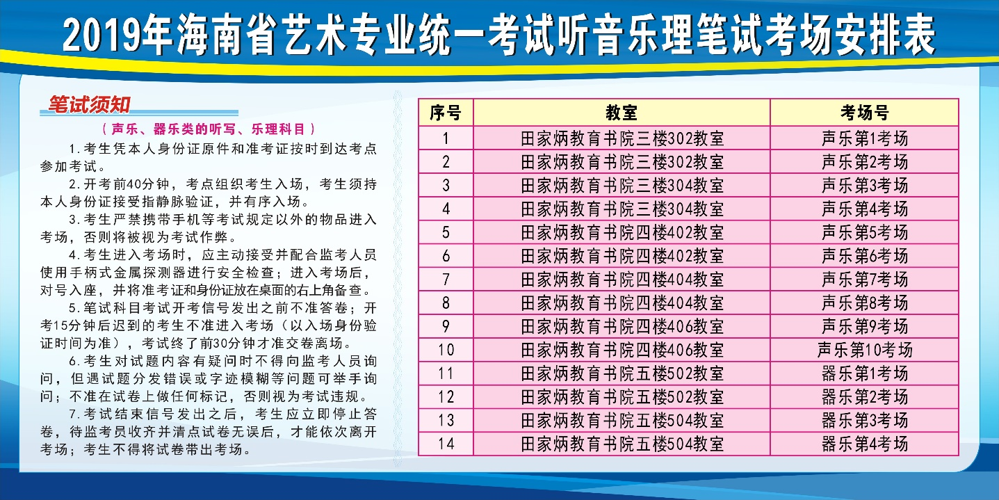 2019年海南省艺术专业统一考试听音乐理笔试考场安排表
笔试须知
（声乐、器乐类的听写、乐理科目）
1.考生凭本人身份证原件和准考证按时到达考点
参加考试。
2.开考前40分钟，考点组织考生入场，考生须持
本人身份证接受指静脉验证，并有序入场。
3.考生严禁携带手机等考试规定以外的物品进入
考场，否则将被视为考试作弊。
4.考生进入考场时，应主动接受并配合监考人员
使用手柄式金属探测器进行安全检查；进入考场后，
对号入座，并将准考证和身份证放在桌面的右上角备查。
5.笔试科目考试开考信号发出之前不准答卷；开
考15分钟后迟到的考生不准进入考场（以入场身份验
证时间为准），考试终了前30分钟才准交卷离场。
6.考生对试题内容有疑问时不得向监考人员询
问，但遇试题分发错误或字迹模糊等问题可举手询
问；不准在试卷上做任何标记，否则视为考试违规。
7.考试结束信号发出之后，考生应立即停止答
卷，待监考员收齐并清点试卷无误后，才能依次离开
考场；考生不得将试卷带出考场。
序号 教室 考场号
1 田家炳教育书院三楼302教室 声乐第1考场
2 田家炳教育书院三楼302教室 声乐第2考场
3 田家炳教育书院三楼304教室 声乐第3考场
4 田家炳教育书院三楼304教室 声乐第4考场
5 田家炳教育书院四楼402教室 声乐第5考场
6 田家炳教育书院四楼402教室 声乐第6考场
7 田家炳教育书院四楼404教室 声乐第7考场
8 田家炳教育书院四楼404教室 声乐第8考场
9 田家炳教育书院四楼406教室 声乐第9考场
10 田家炳教育书院四楼406教室 声乐第10考场
11 田家炳教育书院五楼502教室 器乐第1考场
12 田家炳教育书院五楼502教室 器乐第2考场
13 田家炳教育书院五楼504教室 器乐第3考场
14 田家炳教育书院五楼504教室 器乐第4考场